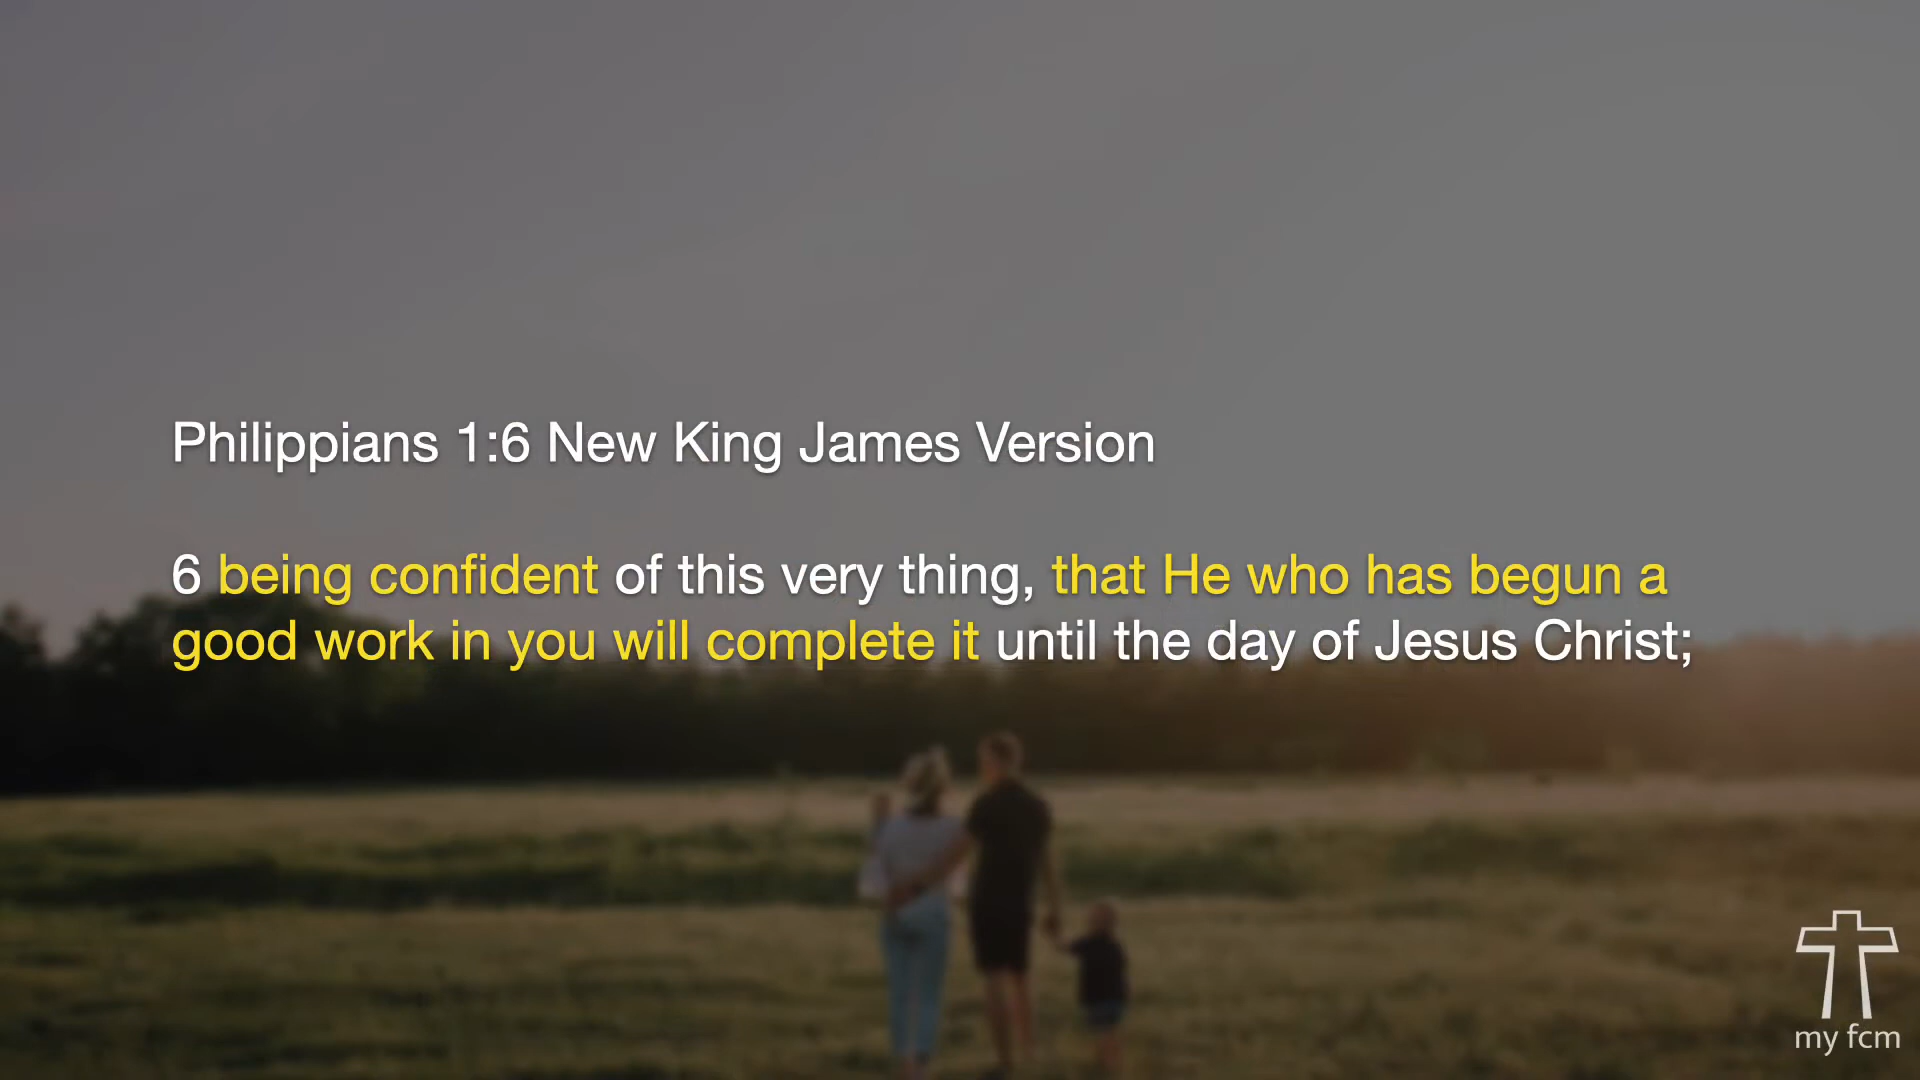 Philippians 1:6 New King James Version
6 being confident of this very thing, that He who has begun a
good work in you will complete it until the day of Jesus Christ;
my fcm